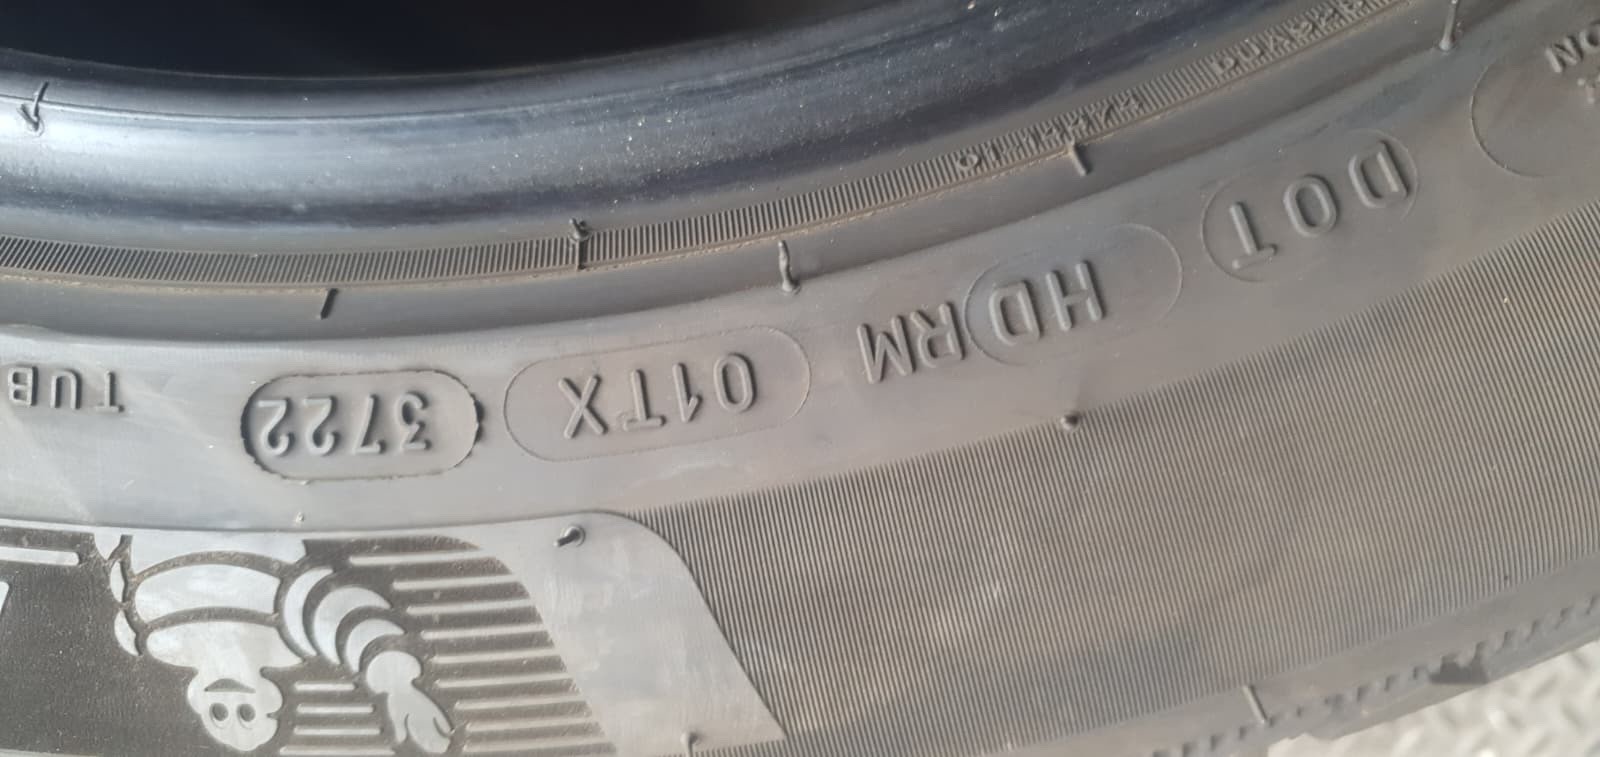 DOT HD RM 01TX 3722 TUB